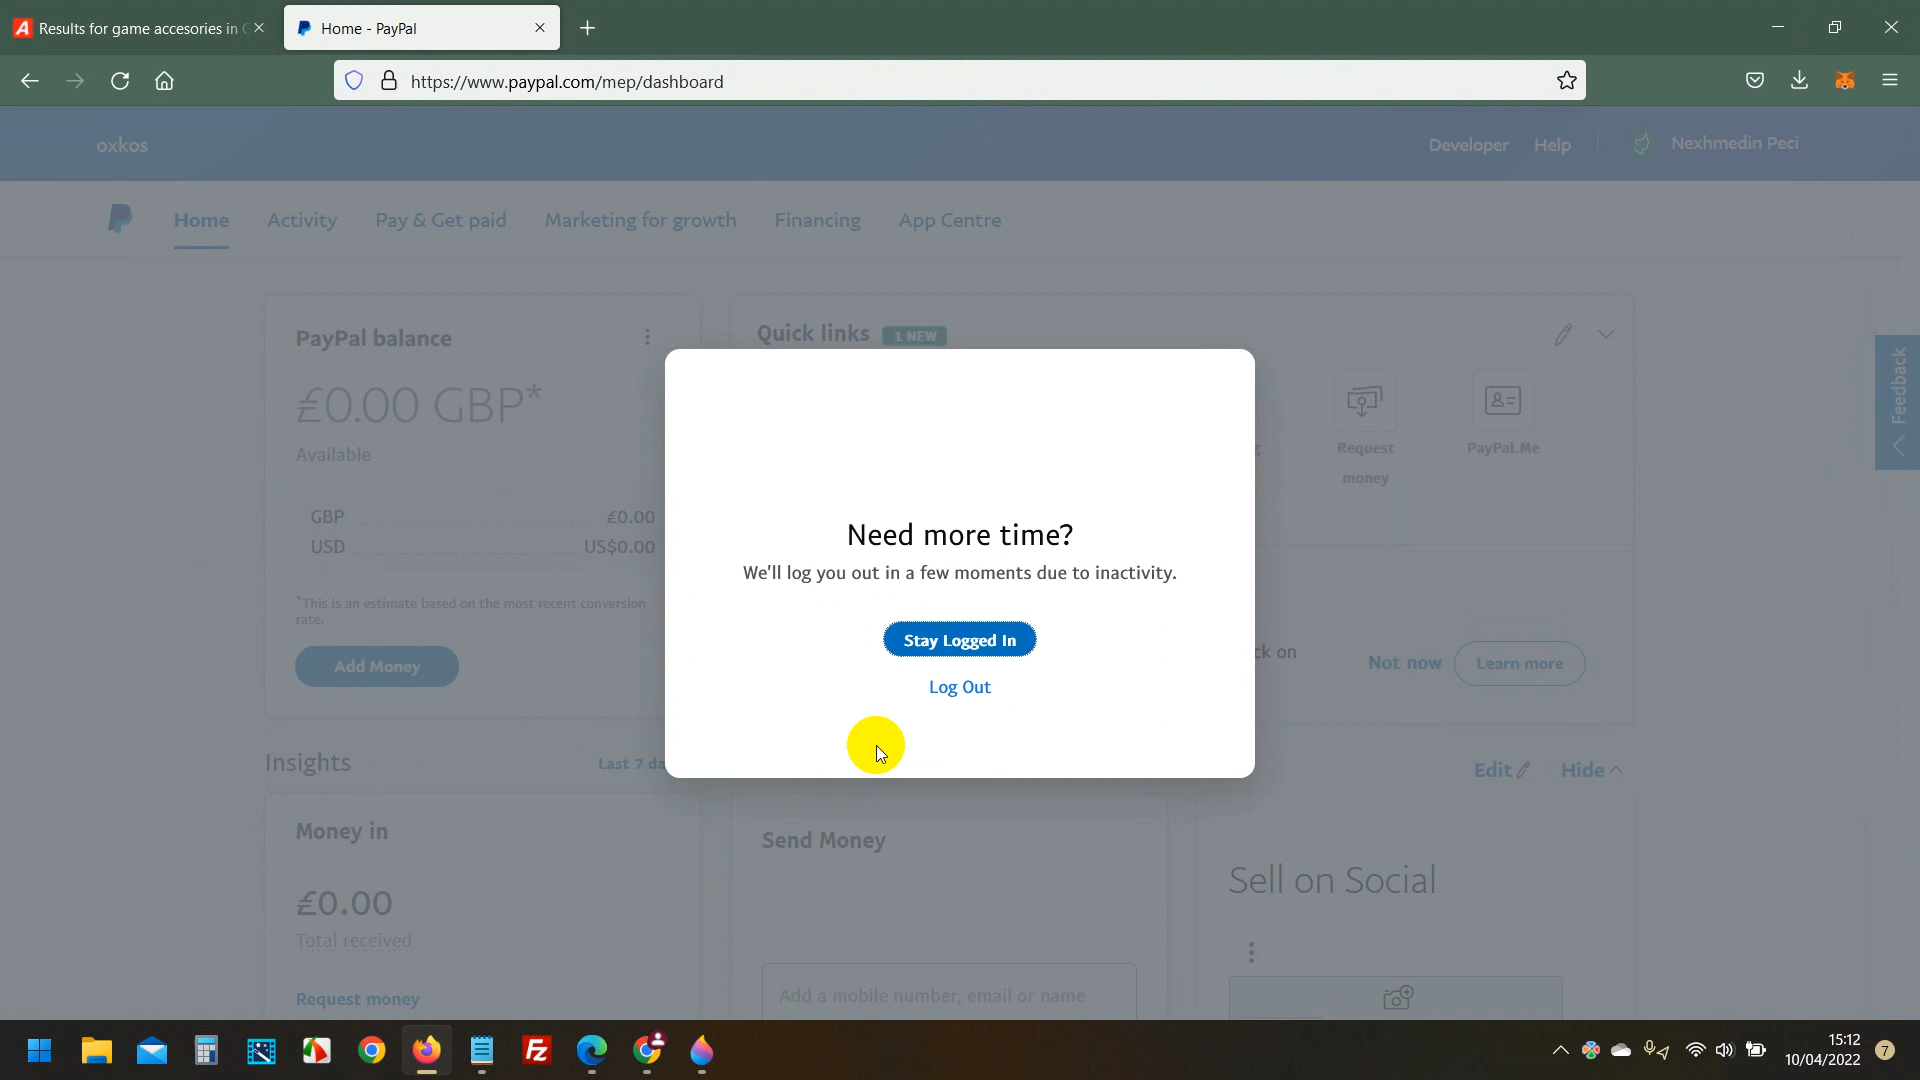 Results for game accesories in
Home - PayPal
https://www.paypal.com/mep/dashboard
oxkos
Developer
Help
Nexhmedin Peci
Home
Activity
Pay & Get paid
Marketing for growth
Financing
App Centre
PayPal balance
£0.00 GBP*
Available
GBP £0.00
USD US$0.00
*This is an estimate based on the most recent conversion
rate.
Add Money
Quick links
1 NEW
Request
money
PayPal.Me
Feedback
Need more time?
We'll log you out in a few moments due to inactivity.
Stay Logged In
Log Out
ck on
Not now
Learn more
Insights
Last 7 da
Edit
Hide
Money in
£0.00
Total received
Request money
Send Money
Add a mobile number, email or name
Sell on Social
15:12
10/04/2022
7